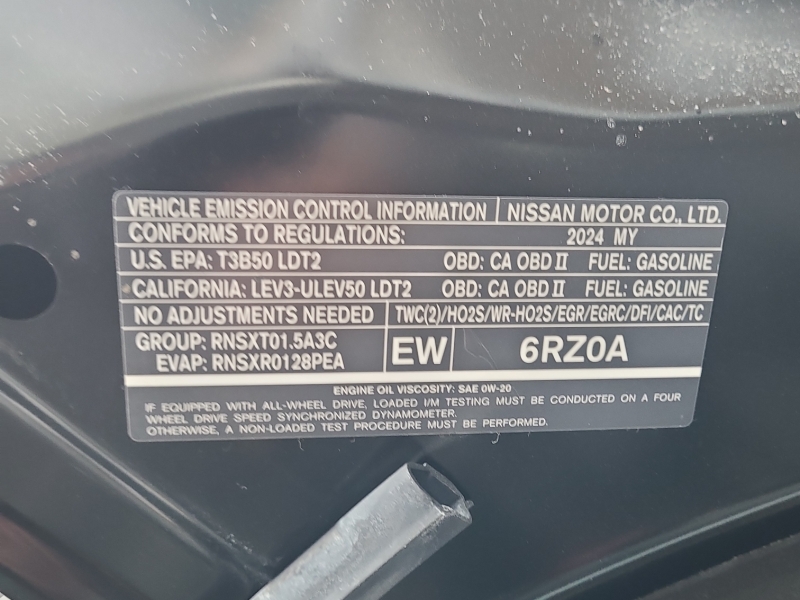 VEHICLE EMISSION CONTROL INFORMATION NISSAN MOTOR CO., LTD.
CONFORMS TO REGULATIONS: 2024 MY
U.S. EPA: T3B50 LDT2 OBD: CA OBD II FUEL: GASOLINE
CALIFORNIA: LEV3-ULEV50 LDT2 OBD: CA OBD II FUEL: GASOLINE
NO ADJUSTMENTS NEEDED TWC(2)/HO2S/WR-HO2S/EGR/EGRC/DFI/CAC/TC
GROUP: RNSXT01.5A3C
EVAP: RNSXR0128PEA
EW 6RZ0A
ENGINE OIL VISCOSITY: SAE 0W-20
IF EQUIPPED WITH ALL-WHEEL DRIVE, LOADED I/M TESTING MUST BE CONDUCTED ON A FOUR
WHEEL DRIVE SPEED SYNCHRONIZED DYNAMOMETER.
OTHERWISE, A NON-LOADED TEST PROCEDURE MUST BE PERFORMED.